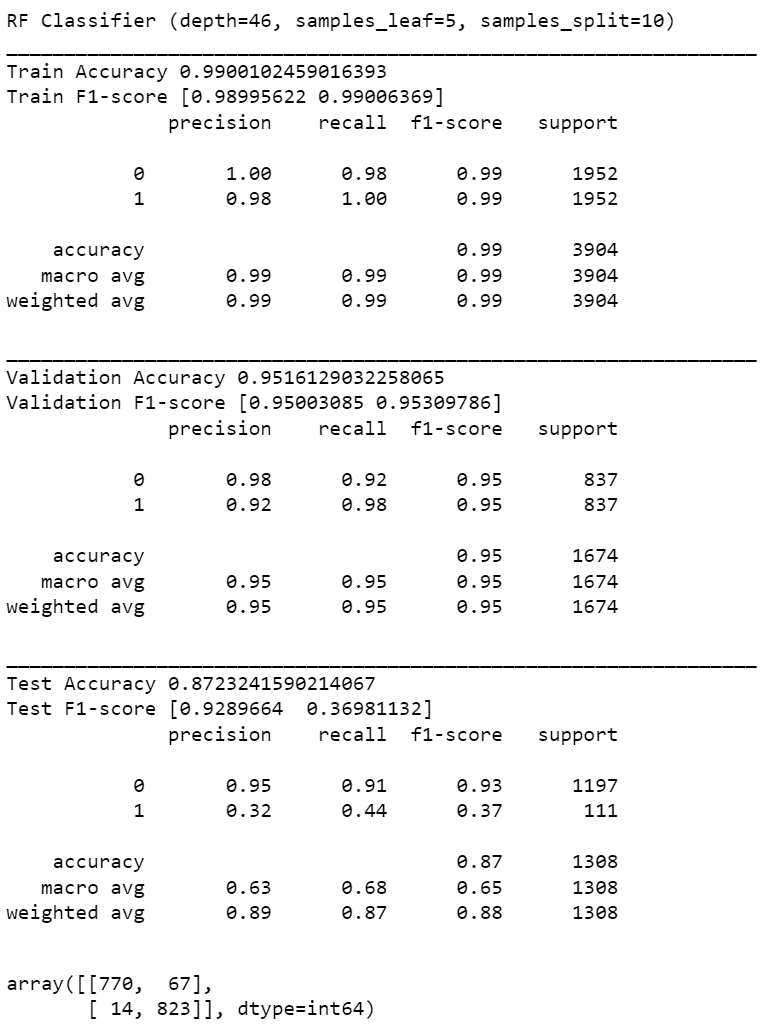 RF Classifier (depth=46, samples_leaf=5, samples_split=10)
Train Accuracy 0.9900102459016393
Train F1-score [0.98995622 0.99006369]
precision recall f1-score support
0 1.00 0.98 0.99 1952
1 0.98 1.00 0.99 1952
accuracy 0.99 3904
macro avg 0.99 0.99 0.99 3904
weighted avg 0.99 0.99 0.99 3904
Validation Accuracy 0.9516129032258065
Validation F1-score [0.95003085 0.95309786]
precision recall f1-score support
0 0.98 0.92 0.95 837
1 0.92 0.98 0.95 837
accuracy 0.95 1674
macro avg 0.95 0.95 0.95 1674
weighted avg 0.95 0.95 0.95 1674
Test Accuracy 0.8723241590214067
Test F1-score [0.9289664 0.36981132]
precision recall f1-score support
0 0.95 0.91 0.93 1197
1 0.32 0.44 0.37 111
accuracy 0.87 1308
macro avg 0.63 0.68 0.65 1308
weighted avg 0.89 0.87 0.88 1308
array([[770, 67],
[ 14, 823]], dtype=int64)